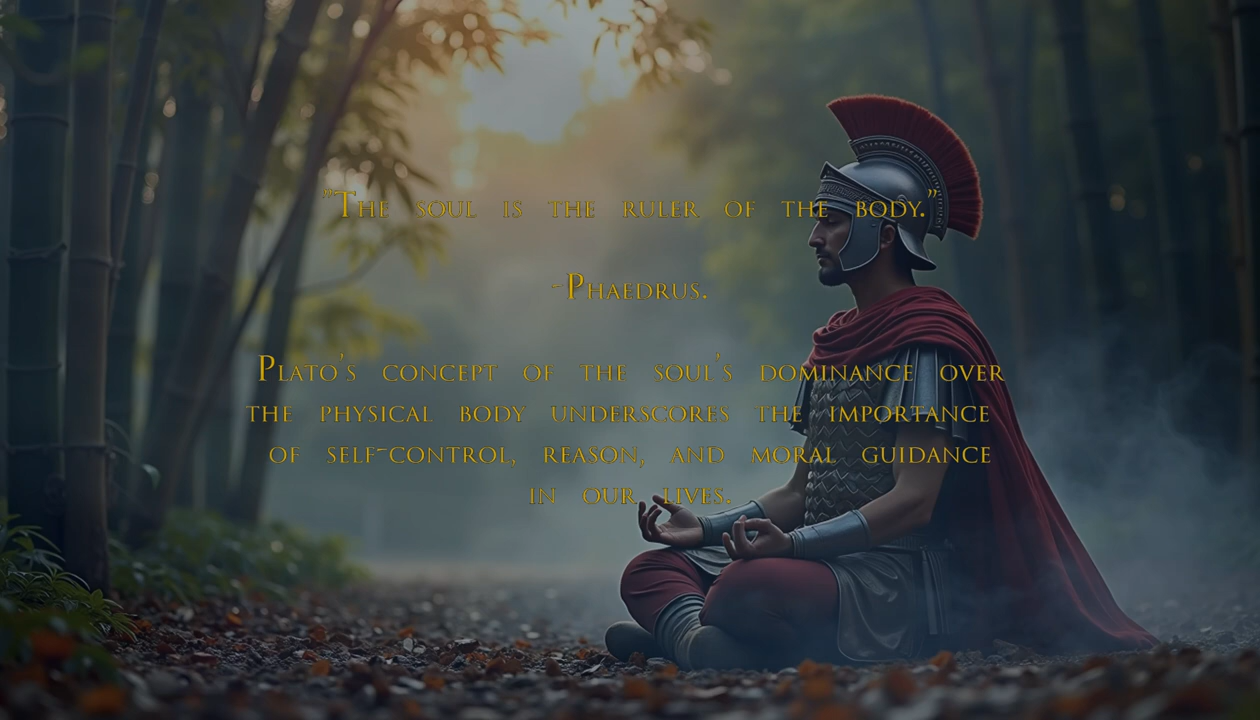 "The soul is the ruler of the body."
-Phaedrus.
Plato's concept of the soul's dominance over
the physical body underscores the importance
of self-control, reason, and moral guidance
in our lives.